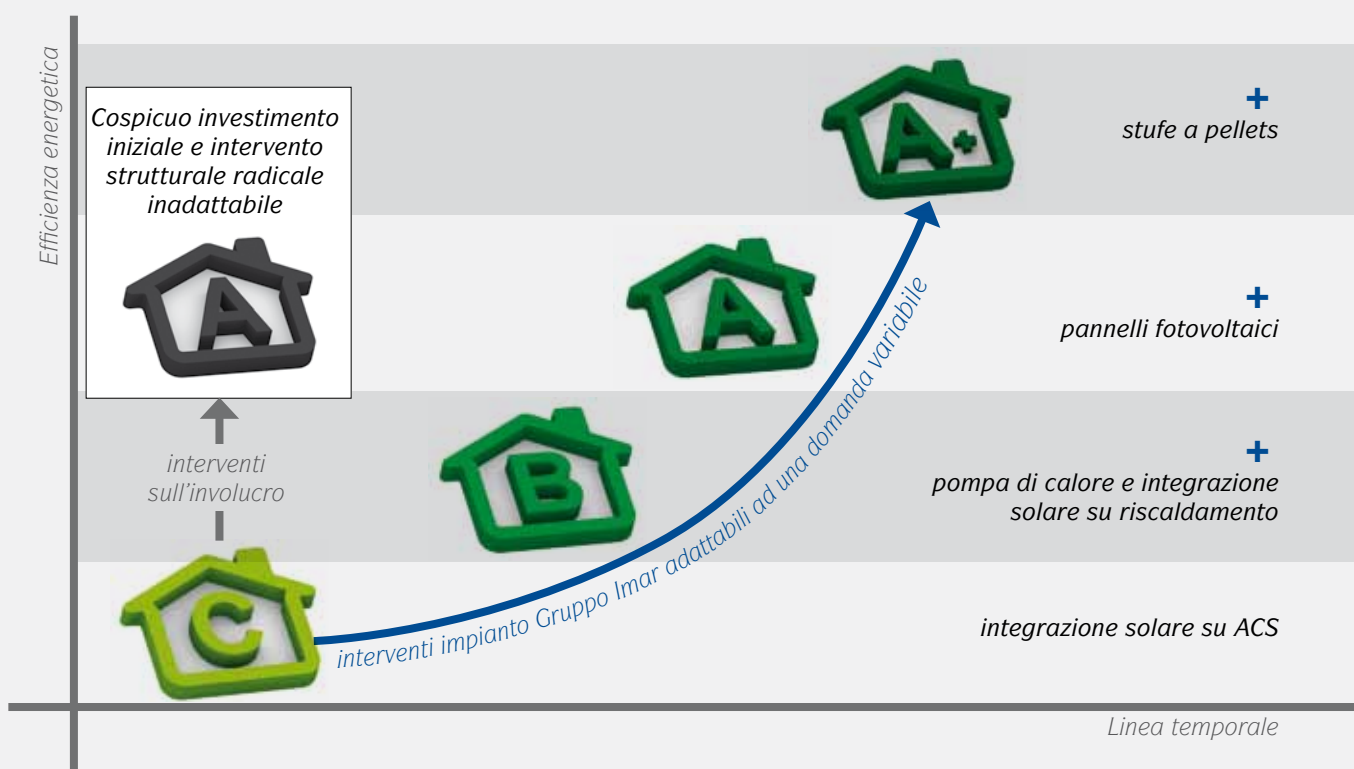 Efficienza energetica
Cospicuo investimento
iniziale e intervento
strutturale radicale
inadattabile
A
interventi
sull'involucro
C
B
A
A+
interventi impianto Gruppo Imar adattabili ad una domanda variabile
+
stufe a pellets
+
pannelli fotovoltaici
+
pompa di calore e integrazione
solare su riscaldamento
integrazione solare su ACS
Linea temporale